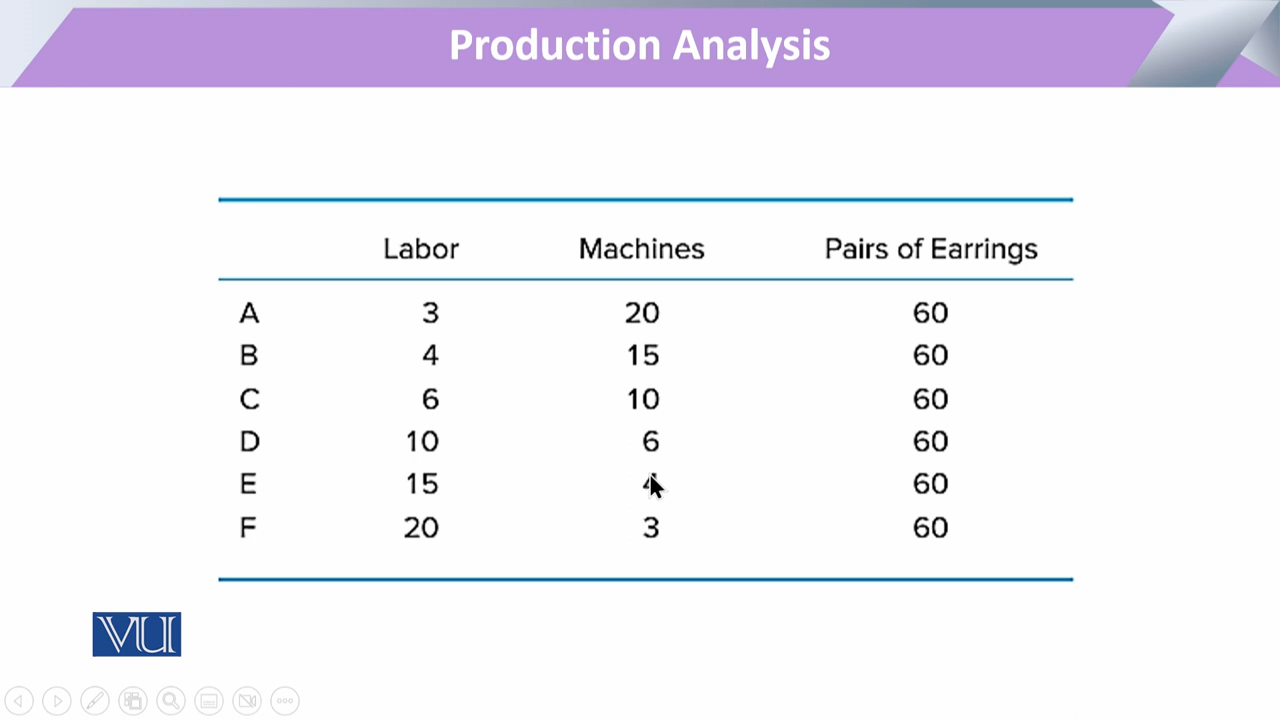 Production Analysis
Labor Machines Pairs of Earrings
A 3 20 60
B 4 15 60
C 6 10 60
D 10 6 60
E 15 4 60
F 20 3 60
VU